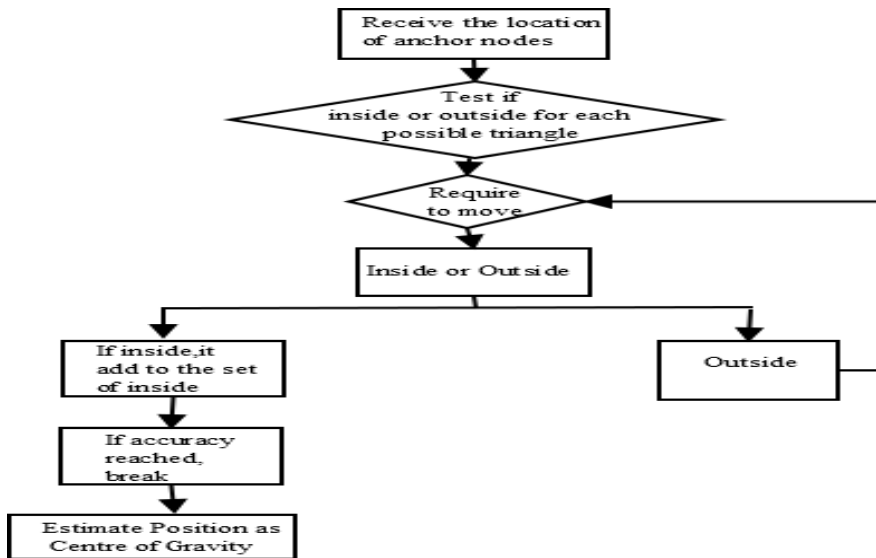 Receive the location
of anchor nodes
Test if
inside or outside for each
possible triangle
Require
to move
Inside or Outside
If inside,it
add to the set
of inside
Outside
If accuracy
reached,
break
Estimate Position as
Centre of Gravity